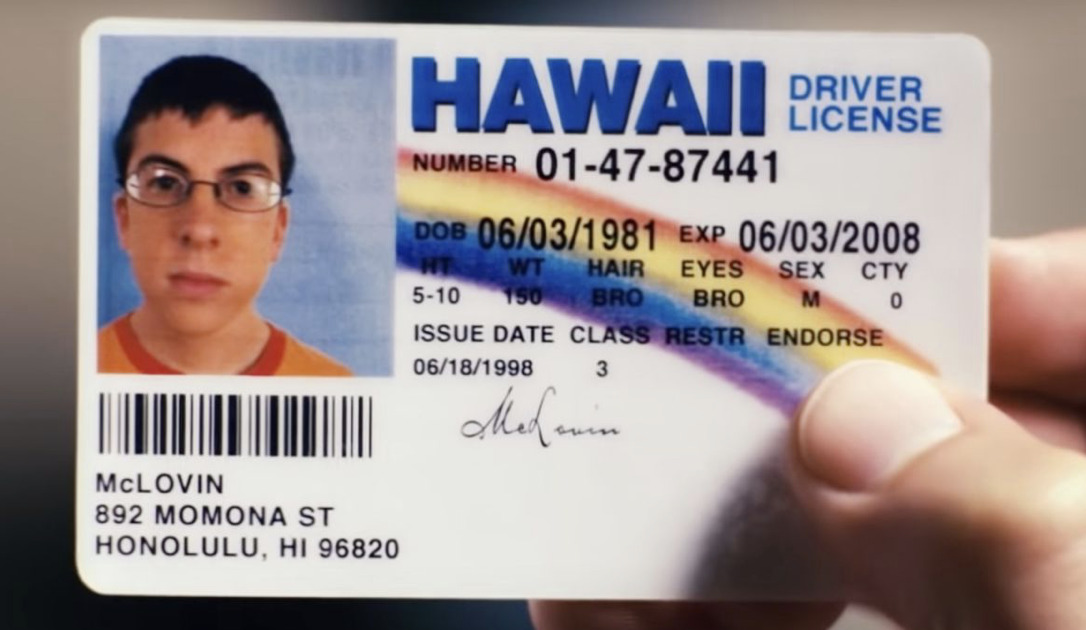 HAWAII DRIVER LICENSE
NUMBER 01-47-87441
DOB 06/03/1981 EXP 06/03/2008
HT WT HAIR EYES SEX CTY
5-10 150 BRO BRO M 0
ISSUE DATE CLASS RESTR ENDORSE
06/18/1998 3
McLovin
McLOVIN
892 MOMONA ST
HONOLULU, HI 96820